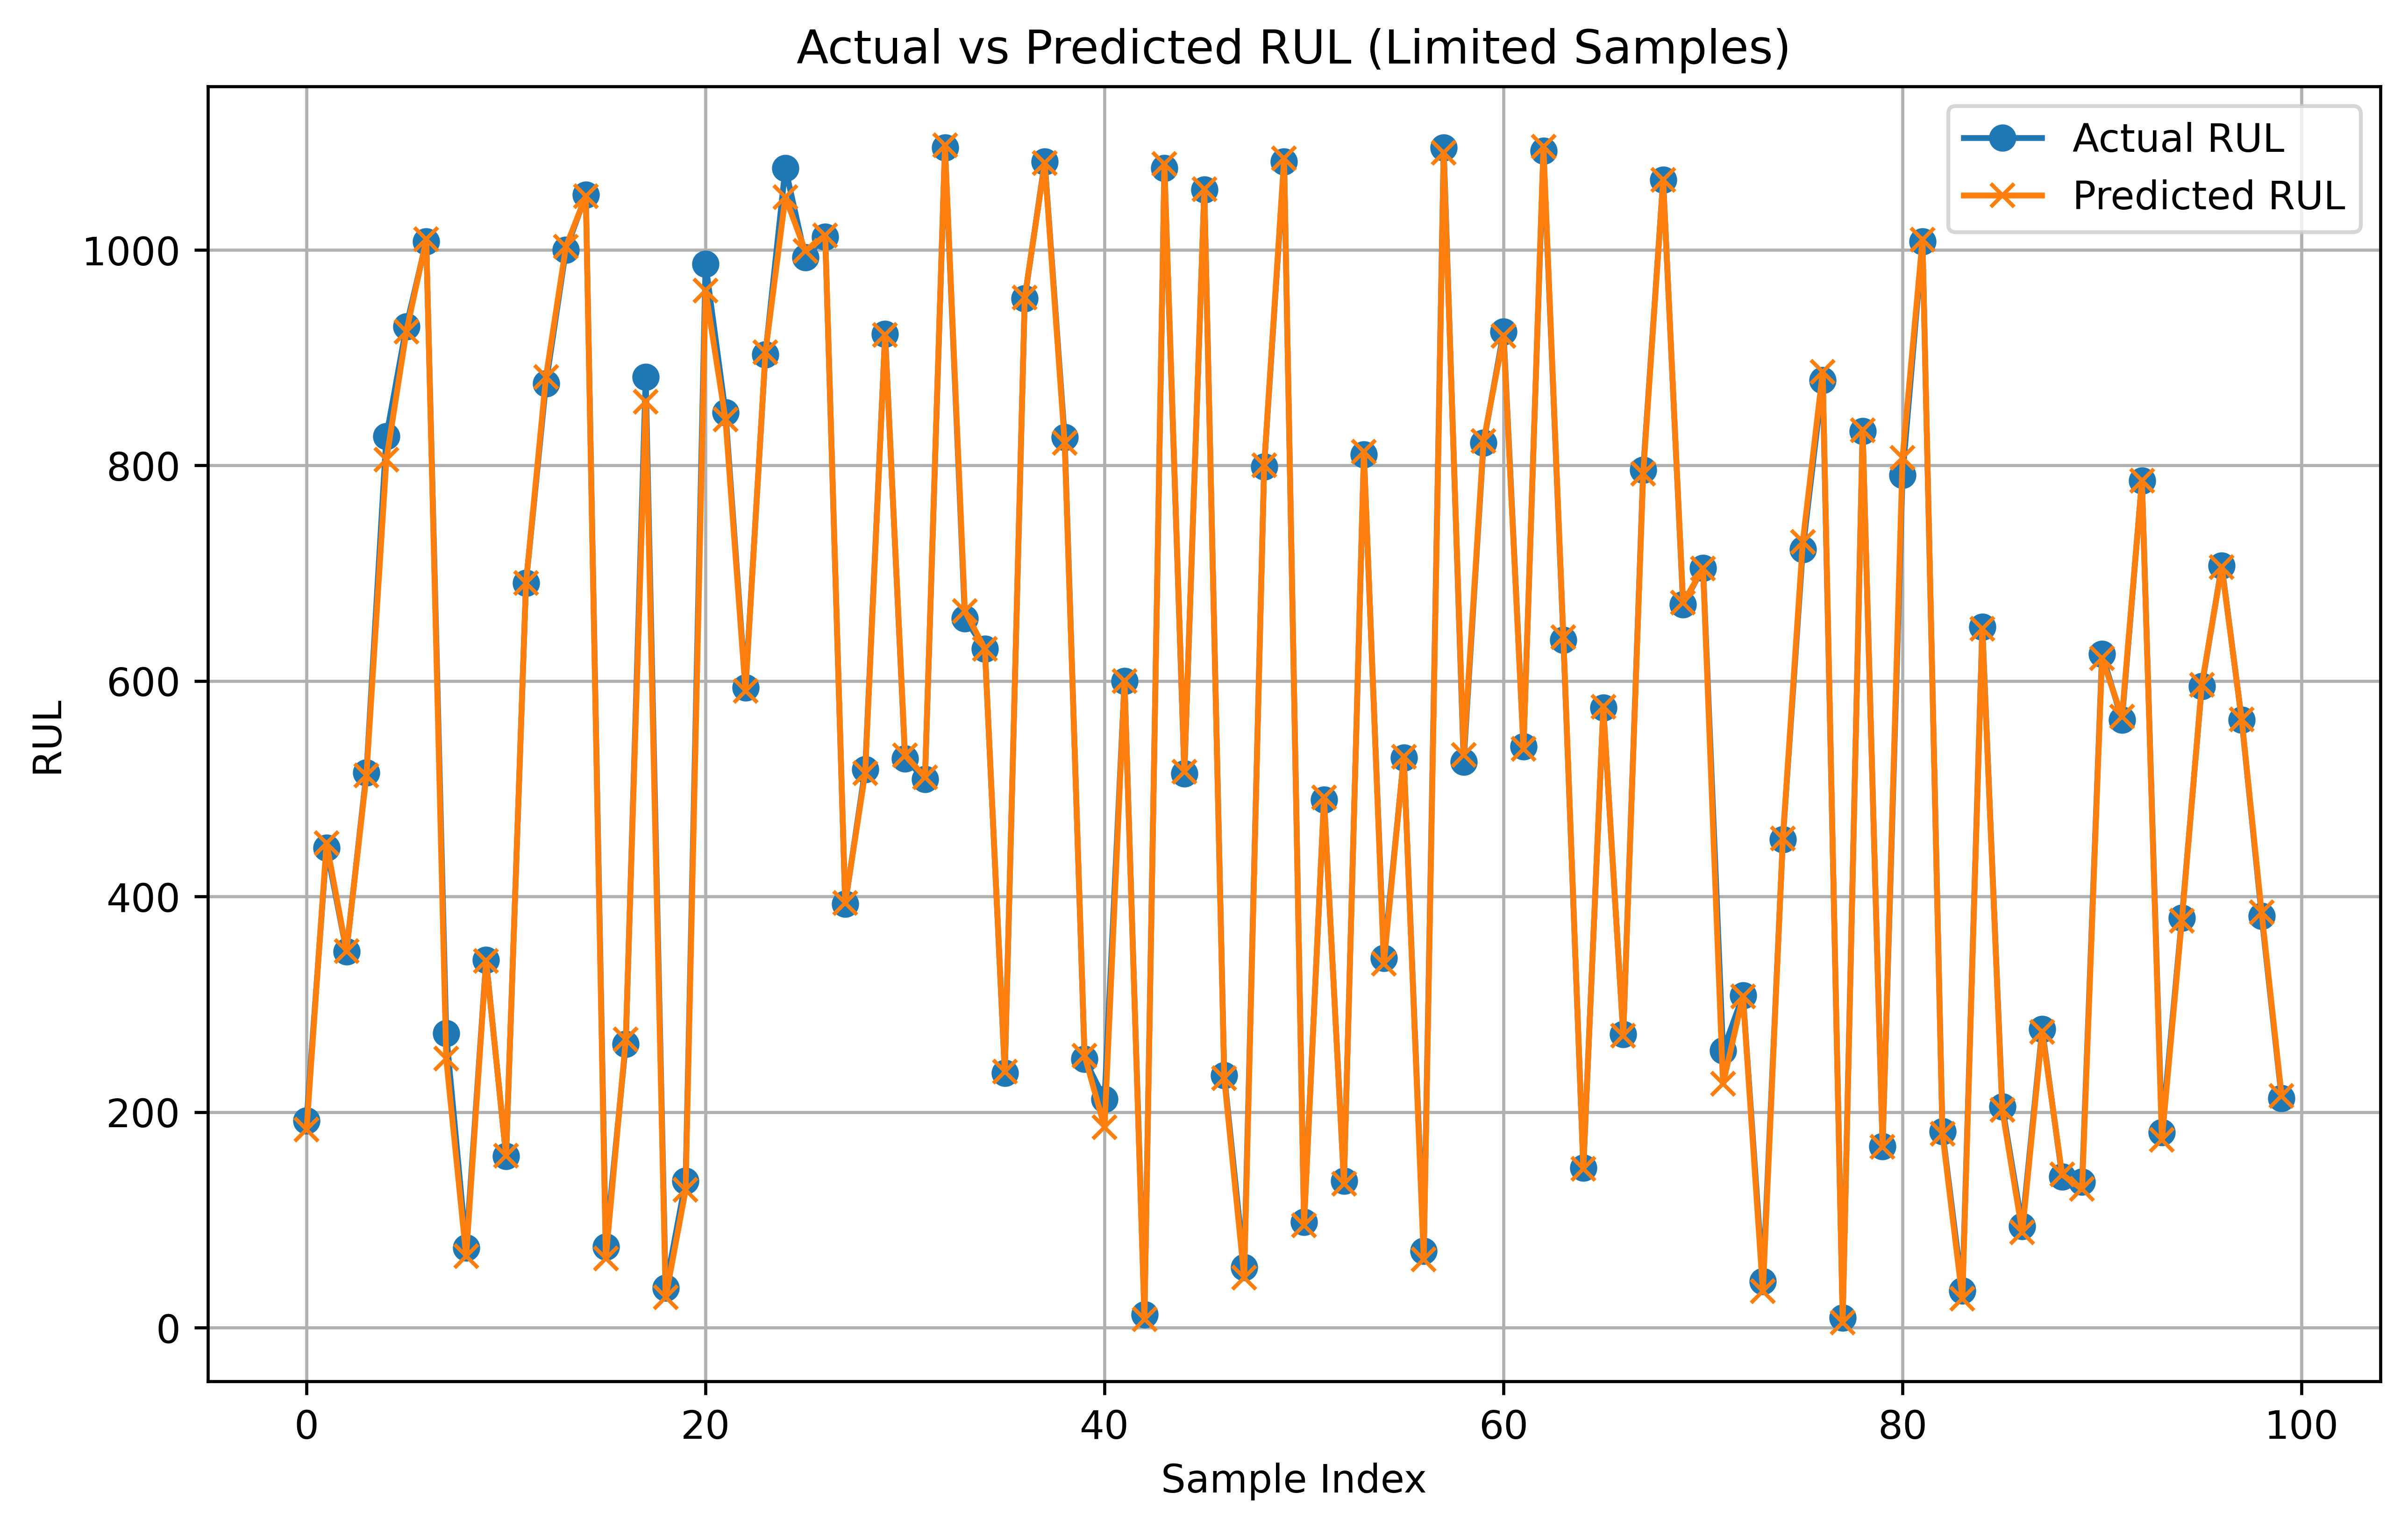 Actual vs Predicted RUL (Limited Samples)
Actual RUL
Predicted RUL
1000
800
600
400
200
0
RUL
0 20 40 60 80 100
Sample Index